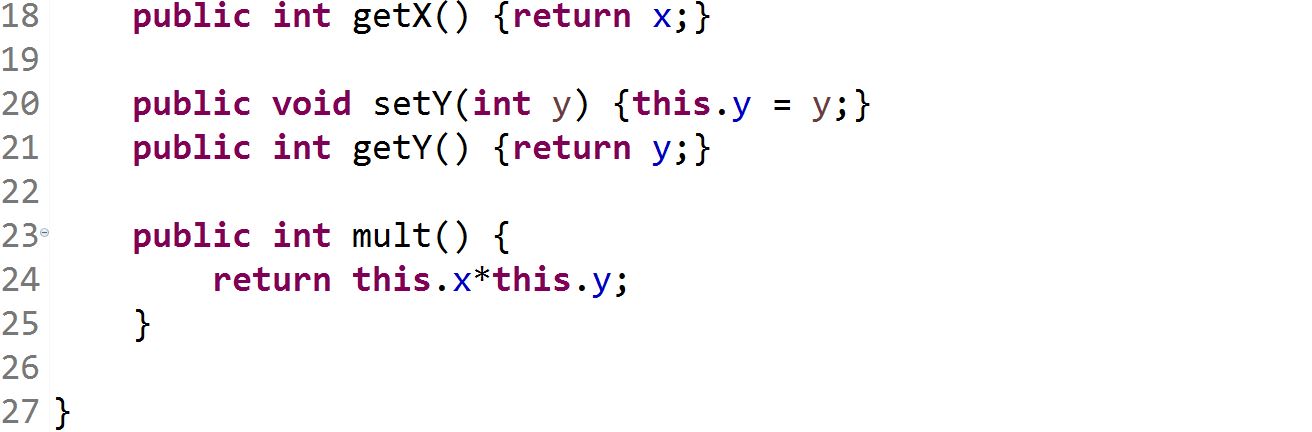 18 public int getX() {return x;}
19
20 public void setY(int y) {this.y = y;}
21 public int getY() {return y;}
22
23 public int mult() {
24 return this.x*this.y;
25 }
26
27 }